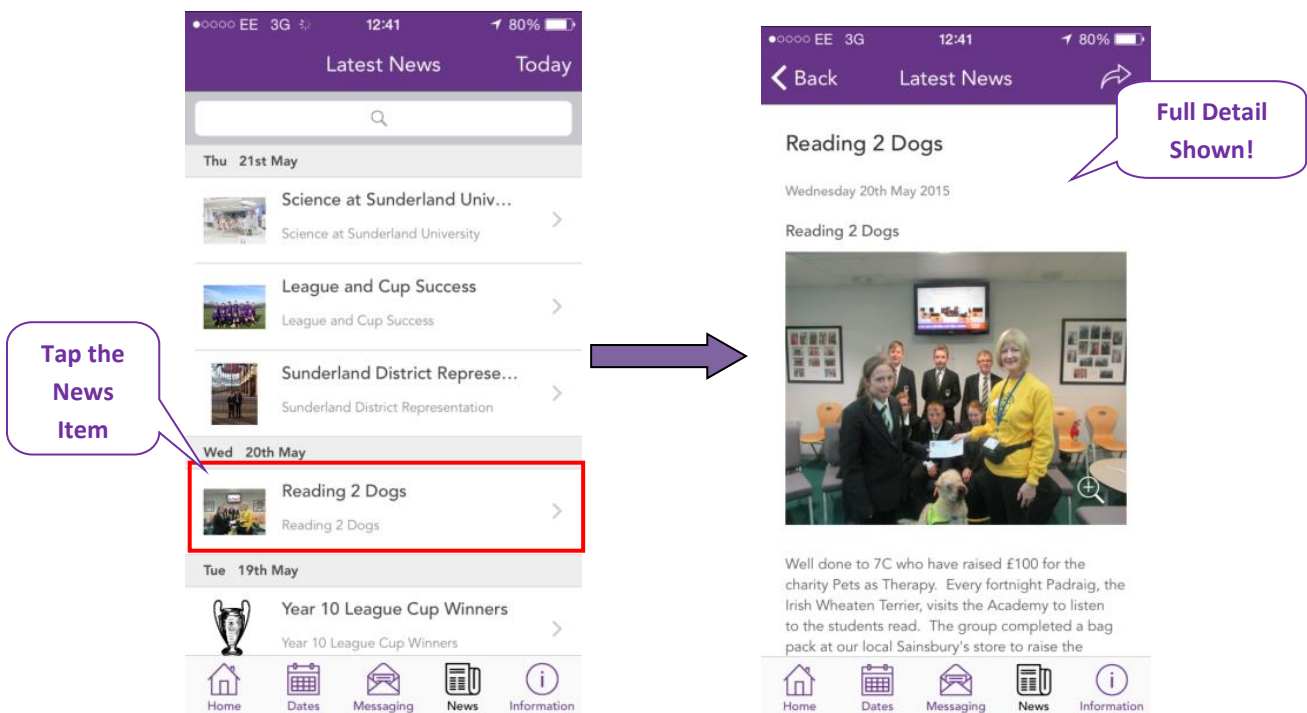 EE 3G 12:41 80%
Latest News Today
Thu 21st May
Science at Sunderland Univ...
Science at Sunderland University
League and Cup Success
League and Cup Success
Sunderland District Represe...
Sunderland District Representation
Wed 20th May
Reading 2 Dogs
Reading 2 Dogs
Tue 19th May
Year 10 League Cup Winners
Year 10 League Cup Winners
Home Dates Messaging News Information
Tap the
News
Item
EE 3G 12:41 80%
Back Latest News
Full Detail
Shown!
Reading 2 Dogs
Wednesday 20th May 2015
Reading 2 Dogs
Well done to 7C who have raised £100 for the
charity Pets as Therapy. Every fortnight Padraig, the
Irish Wheaten Terrier, visits the Academy to listen
to the students read. The group completed a bag
pack at our local Sainsbury's store to raise the
Home Dates Messaging News Information